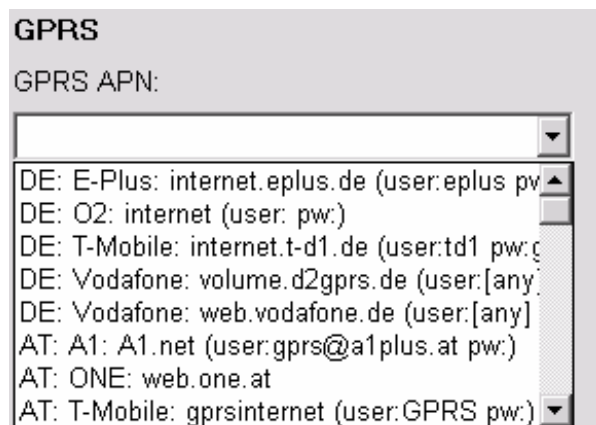 GPRS
GPRS APN:
DE: E-Plus: internet.eplus.de (user:eplus pw
DE: O2: internet (user: pw:)
DE: T-Mobile: internet.t-d1.de (user:td1 pw:g
DE: Vodafone: volume.d2gprs.de (user:[any]
DE: Vodafone: web.vodafone.de (user:[any]
AT: A1: A1.net (user:gprs@a1plus.at pw:)
AT: ONE: web.one.at
AT: T-Mobile: gprsinternet (user:GPRS pw:)